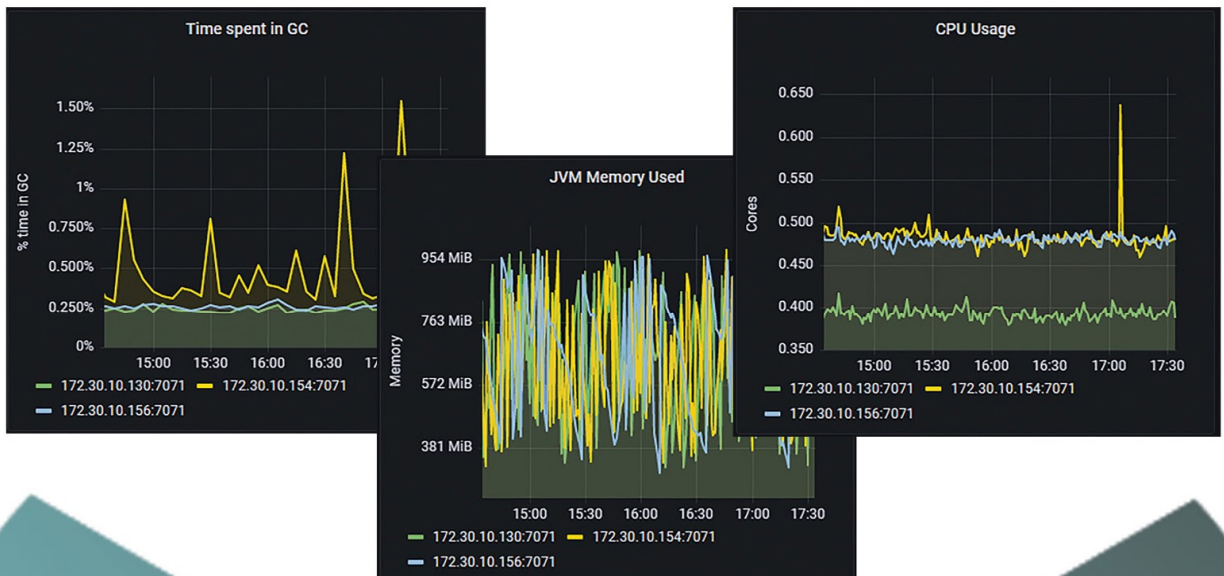 Time spent in GC
% time in GC
1.50%
1.25%
1%
0.750%
0.500%
0.250%
0%
15:00 15:30 16:00 16:30 17
172.30.10.130:7071 172.30.10.154:7071
172.30.10.156:7071
JVM Memory Used
Memory
954 MiB
763 MiB
572 MiB
381 MiB
15:00 15:30 16:00 16:30 17:00 17:30
172.30.10.130:7071 172.30.10.154:7071
172.30.10.156:7071
CPU Usage
Cores
0.650
0.600
0.550
0.500
0.450
0.400
0.350
15:00 15:30 16:00 16:30 17:00 17:30
172.30.10.130:7071 172.30.10.154:7071
172.30.10.156:7071